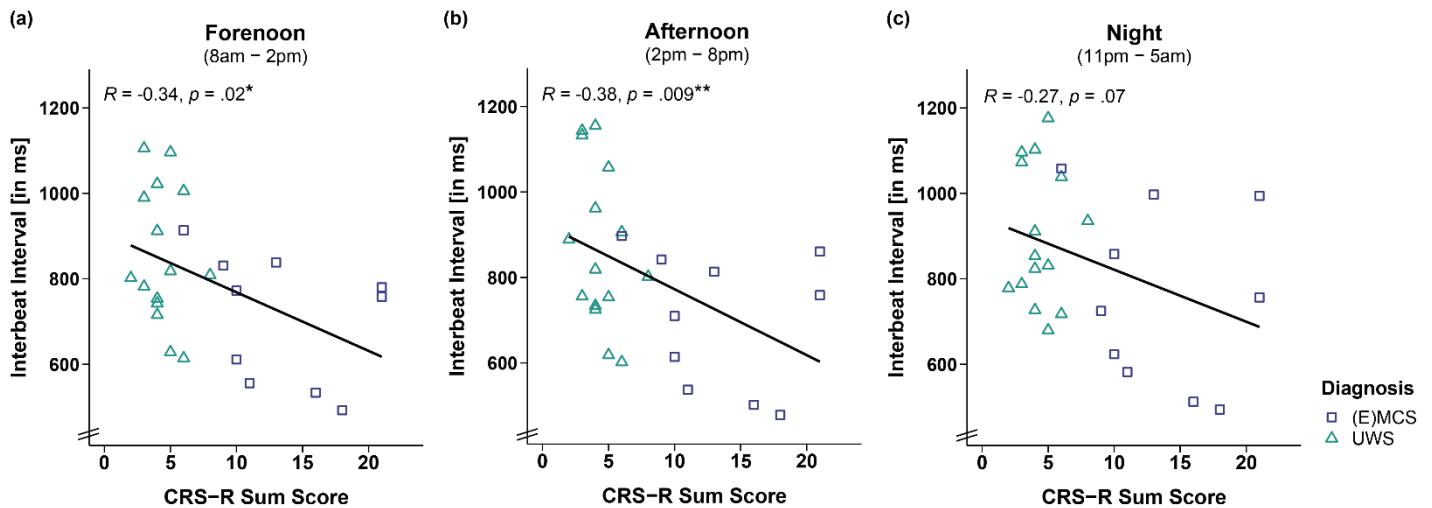 (a)
Forenoon
(8am – 2pm)
R = -0.34, p = .02*
Interbeat Interval [in ms]
1200
1000
800
600
0 5 10 15 20
CRS–R Sum Score
(b)
Afternoon
(2pm – 8pm)
R = -0.38, p = .009**
Interbeat Interval [in ms]
1200
1000
800
600
0 5 10 15 20
CRS–R Sum Score
(c)
Night
(11pm – 5am)
R = -0.27, p = .07
Interbeat Interval [in ms]
1200
1000
800
600
0 5 10 15 20
CRS–R Sum Score
Diagnosis
(E)MCS
UWS